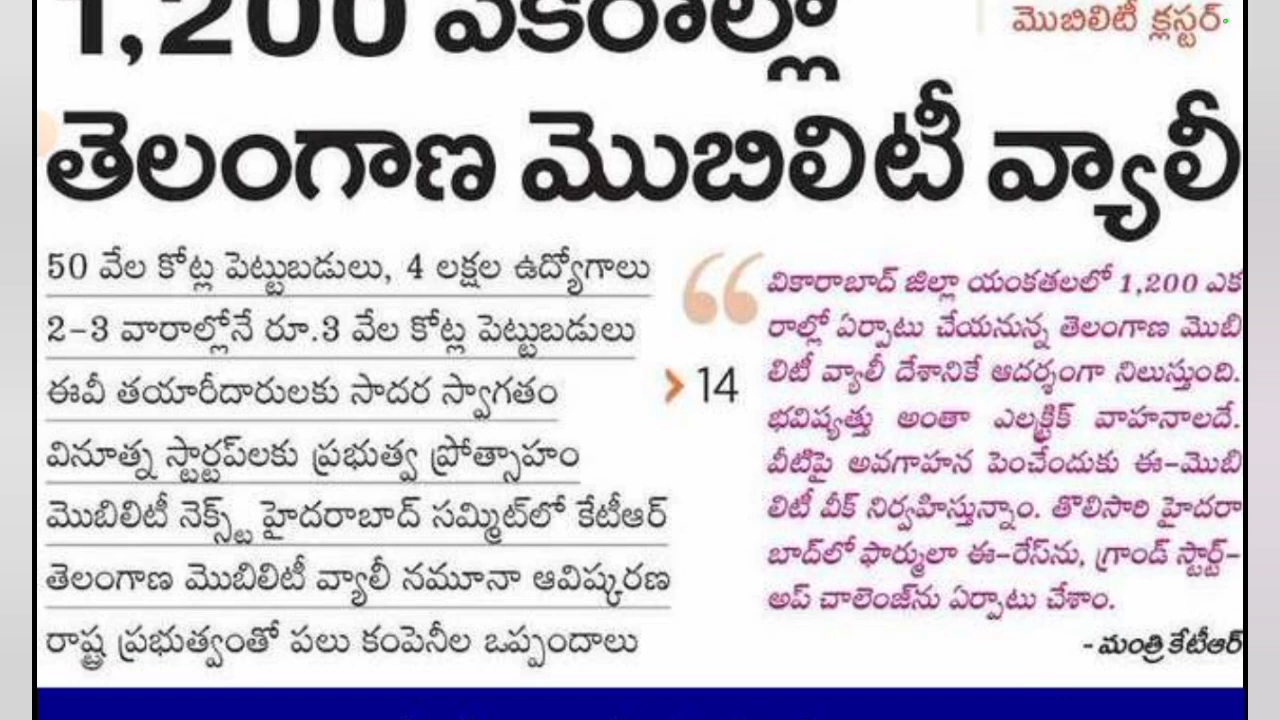 1,200 ఎకరాల్లో
మొబిలిటీ క్లస్టర్
తెలంగాణ మొబిలిటీ వ్యాలీ
50 వేల కోట్ల పెట్టుబడులు, 4 లక్షల ఉద్యోగాలు
2-3 వారాల్లోనే రూ.3 వేల కోట్ల పెట్టుబడులు
ఈవీ తయారీదారులకు సాదర స్వాగతం
వినూత్న స్టార్టప్‌లకు ప్రభుత్వ ప్రోత్సాహం
మొబిలిటీ నెక్స్ట్ హైదరాబాద్ సమ్మిట్‌లో కేటీఆర్
తెలంగాణ మొబిలిటీ వ్యాలీ నమూనా ఆవిష్కరణ
రాష్ట్ర ప్రభుత్వంతో పలు కంపెనీల ఒప్పందాలు
> 14
“వికారాబాద్ జిల్లా యంకతలలో 1,200 ఎక
రాల్లో ఏర్పాటు చేయనున్న తెలంగాణ మొబి
లిటీ వ్యాలీ దేశానికే ఆదర్శంగా నిలుస్తుంది.
భవిష్యత్తు అంతా ఎలక్ట్రిక్ వాహనాలదే.
వీటిపై అవగాహన పెంచేందుకు ఈ-మొబి
లిటీ వీక్ నిర్వహిస్తున్నాం. తొలిసారి హైదరా
బాద్‌లో ఫార్ములా ఈ-రేస్‌ను, గ్రాండ్ స్టార్ట్-
అప్ చాలెంజ్‌ను ఏర్పాటు చేశాం.
- మంత్రి కేటీఆర్